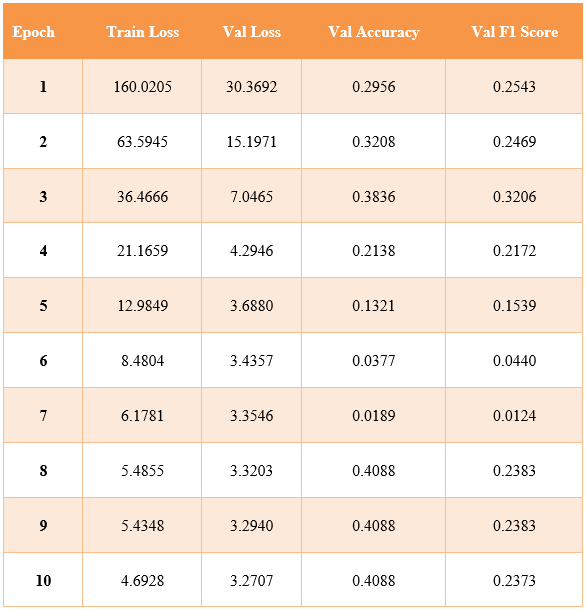 Epoch Train Loss Val Loss Val Accuracy Val F1 Score
1 160.0205 30.3692 0.2956 0.2543
2 63.5945 15.1971 0.3208 0.2469
3 36.4666 7.0465 0.3836 0.3206
4 21.1659 4.2946 0.2138 0.2172
5 12.9849 3.6880 0.1321 0.1539
6 8.4804 3.4357 0.0377 0.0440
7 6.1781 3.3546 0.0189 0.0124
8 5.4855 3.3203 0.4088 0.2383
9 5.4348 3.2940 0.4088 0.2383
10 4.6928 3.2707 0.4088 0.2373